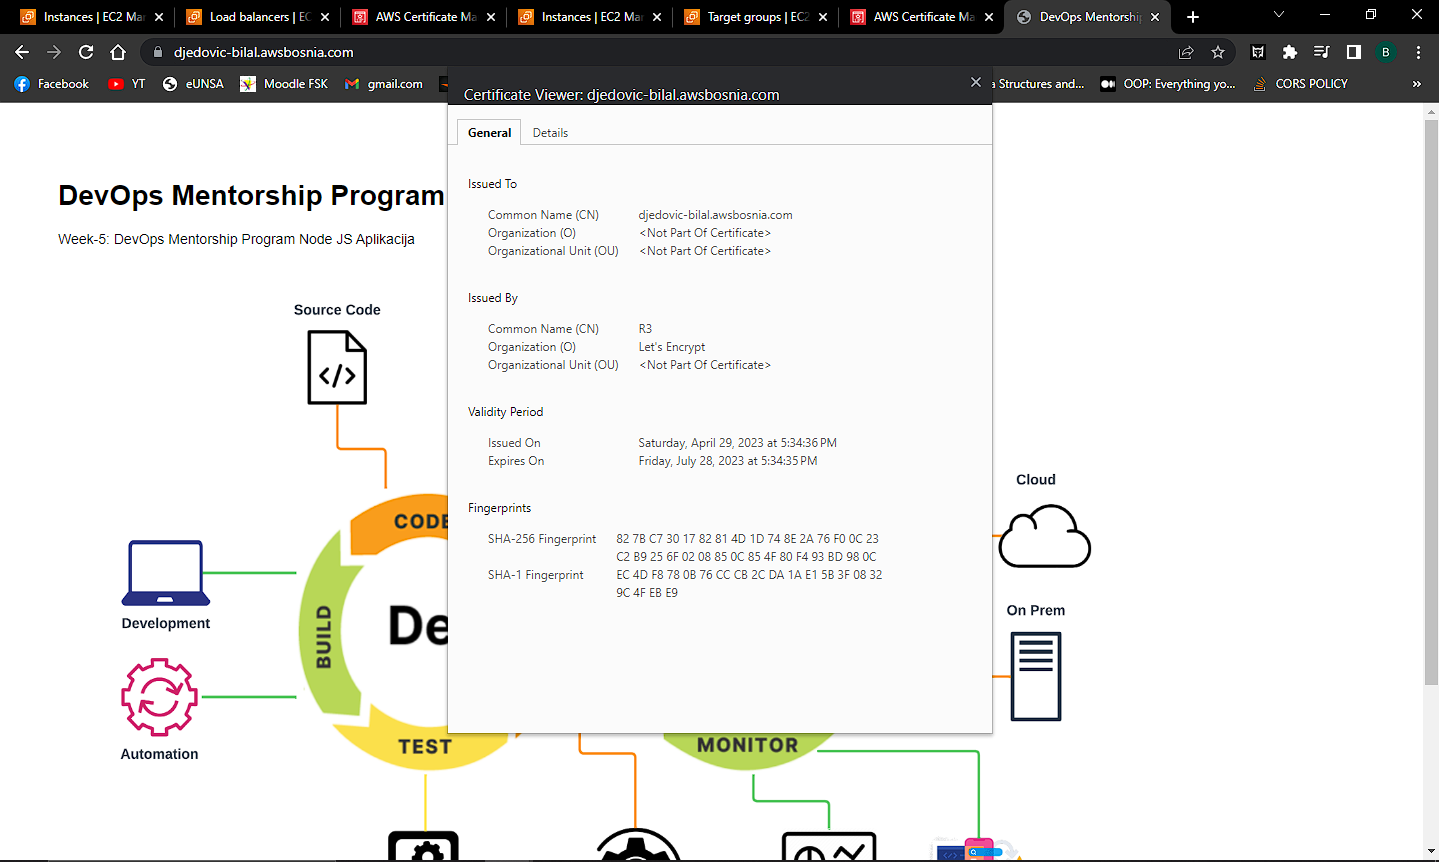 Instances | EC2 Mar
Load balancers | EC
AWS Certificate Ma
Instances | EC2 Mar
Target groups | EC2
AWS Certificate Ma
DevOps Mentorship
djedovic-bilal.awsbosnia.com
B
Facebook
YT
eUNSA
Moodle FSK
gmail.com
a Structures and...
OOP: Everything yo...
CORS POLICY
»
Certificate Viewer: djedovic-bilal.awsbosnia.com
General
Details
Issued To
Common Name (CN) djedovic-bilal.awsbosnia.com
Organization (O) <Not Part Of Certificate>
Organizational Unit (OU) <Not Part Of Certificate>
Issued By
Common Name (CN) R3
Organization (O) Let's Encrypt
Organizational Unit (OU) <Not Part Of Certificate>
Validity Period
Issued On Saturday, April 29, 2023 at 5:34:36 PM
Expires On Friday, July 28, 2023 at 5:34:35 PM
Fingerprints
SHA-256 Fingerprint 82 7B C7 30 17 82 81 4D 1D 74 8E 2A 76 F0 0C 23
C2 B9 25 6F 02 08 85 0C 85 4F 80 F4 93 BD 98 0C
SHA-1 Fingerprint EC 4D F8 78 0B 76 CC CB 2C DA 1A E1 5B 3F 08 32
9C 4F EB E9
DevOps Mentorship Program
Week-5: DevOps Mentorship Program Node JS Aplikacija
Source Code
</>
CODE
Cloud
Development
BUILD
De
On Prem
Automation
TEST
MONITOR